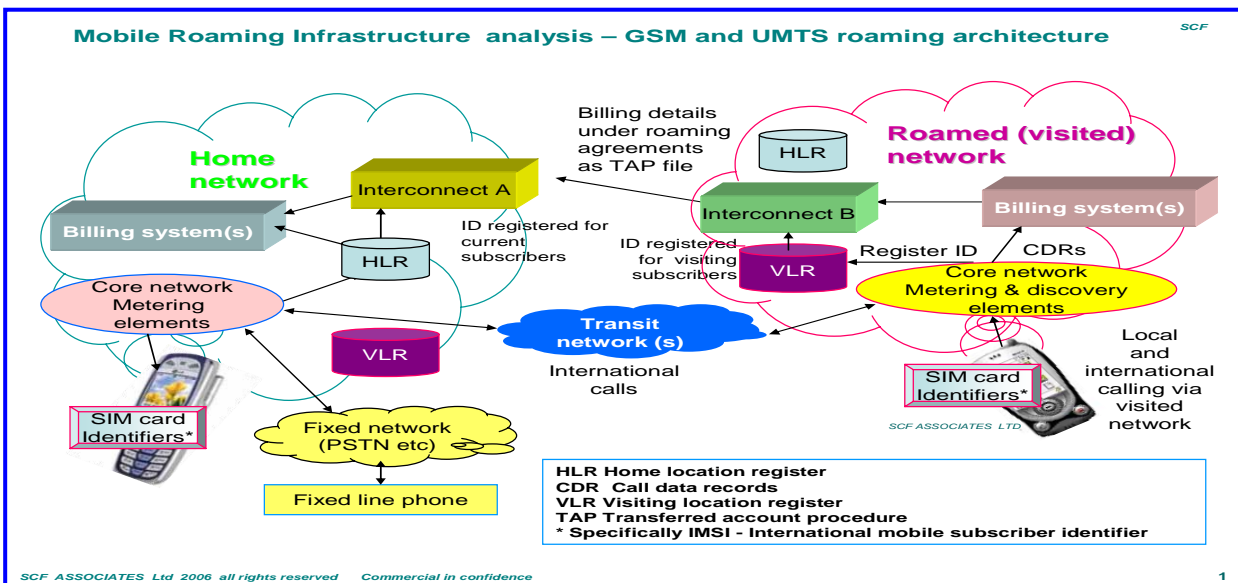 Mobile Roaming Infrastructure analysis – GSM and UMTS roaming architecture
SCF
Home
network
Interconnect A
Billing system(s)
HLR
ID registered for
current
subscribers
Core network
Metering
elements
VLR
SIM card
Identifiers*
Fixed network
(PSTN etc)
Fixed line phone
Billing details
under roaming
agreements
as TAP file
Transit
network (s)
International
calls
Roamed (visited)
network
HLR
Interconnect B
Billing system(s)
ID registered
for visiting
subscribers
VLR
Register ID
CDRs
Core network
Metering & discovery
elements
SIM card
Identifiers*
SCF ASSOCIATES LTD
Local
and
international
calling via
visited
network
HLR Home location register
CDR Call data records
VLR Visiting location register
TAP Transferred account procedure
* Specifically IMSI - International mobile subscriber identifier
SCF ASSOCIATES Ltd 2006 all rights reserved Commercial in confidence
1